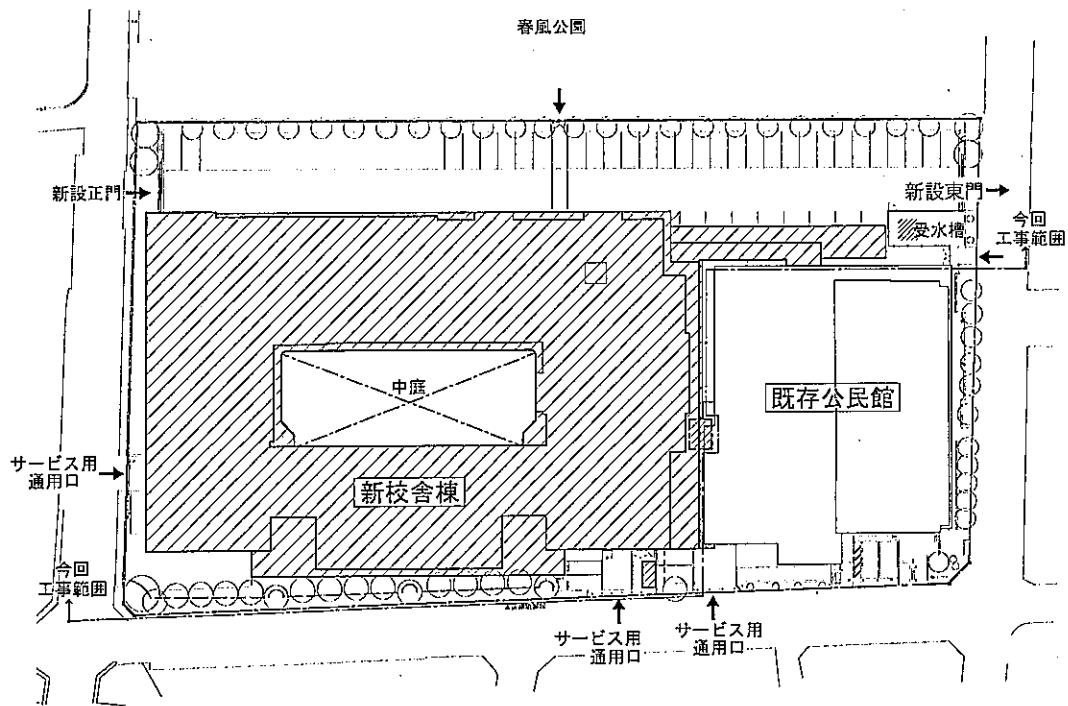 春風公園
新設正門
新設東門
今回
工事範囲
受水槽
中庭
既存公民館
サービス用
通用口
新校舎棟
今回
工事範囲
サービス用
通用口
サービス用
通用口